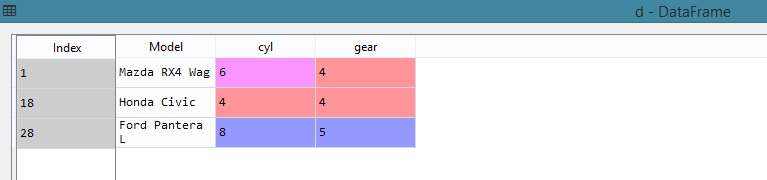 d - DataFrame
Index Model cyl gear
1 Mazda RX4 Wag 6 4
18 Honda Civic 4 4
28 Ford Pantera L 8 5